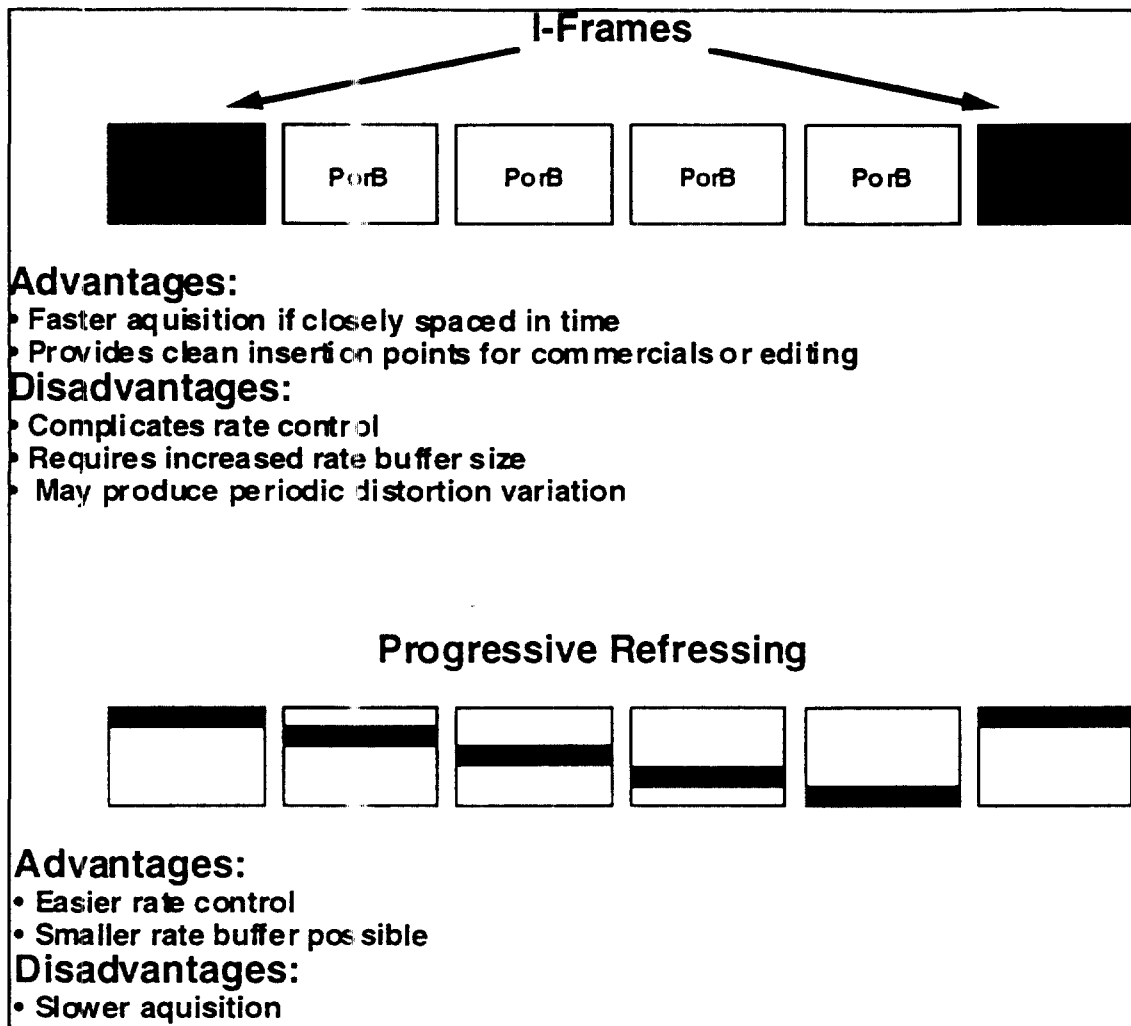 I-Frames
PorB PorB PorB PorB
Advantages:
• Faster aquisition if closely spaced in time
• Provides clean insertion points for commercials or editing
Disadvantages:
• Complicates rate control
• Requires increased rate buffer size
• May produce periodic distortion variation
Progressive Refressing
Advantages:
• Easier rate control
• Smaller rate buffer possible
Disadvantages:
• Slower aquisition